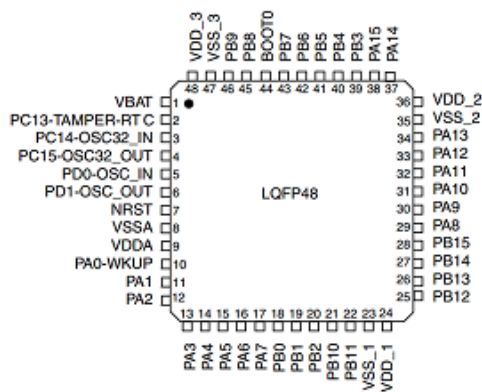 VDD_3
VSS_3
PB9
PB8
BOOT0
PB7
PB6
PB5
PB4
PB3
PA15
PA14
48 47 46 45 44 43 42 41 40 39 38 37
VBAT 1
PC13-TAMPER-RTC 2
PC14-OSC32_IN 3
PC15-OSC32_OUT 4
PD0-OSC_IN 5
PD1-OSC_OUT 6
NRST 7
VSSA 8
VDDA 9
PA0-WKUP 10
PA1 11
PA2 12
LQFP48
36 VDD_2
35 VSS_2
34 PA13
33 PA12
32 PA11
31 PA10
30 PA9
29 PA8
28 PB15
27 PB14
26 PB13
25 PB12
13 14 15 16 17 18 19 20 21 22 23 24
PA3
PA4
PA5
PA6
PA7
PB0
PB1
PB2
PB10
PB11
VSS_1
VDD_1